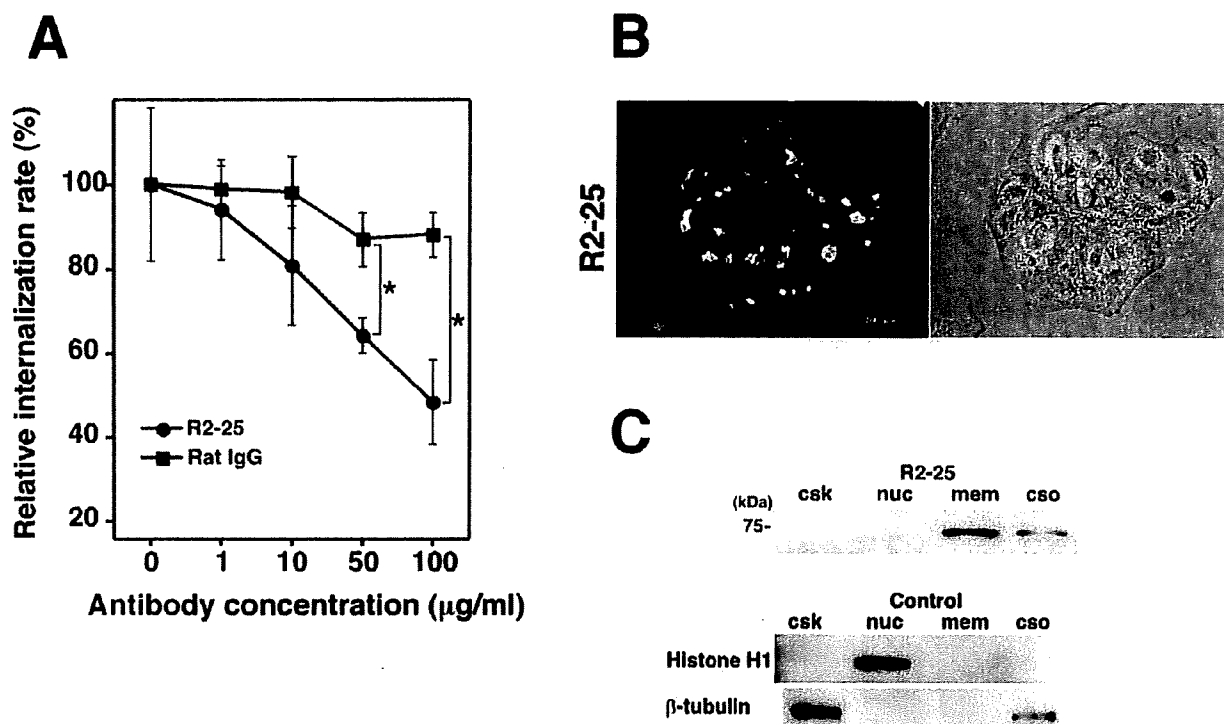 A
Relative internalization rate (%)
100
80
60
40
20
*
*
R2-25
Rat IgG
0 1 10 50 100
Antibody concentration (μg/ml)
B
R2-25
C
R2-25
csk nuc mem cso
(kDa)
75-
Control
csk nuc mem cso
Histone H1
β-tubulin